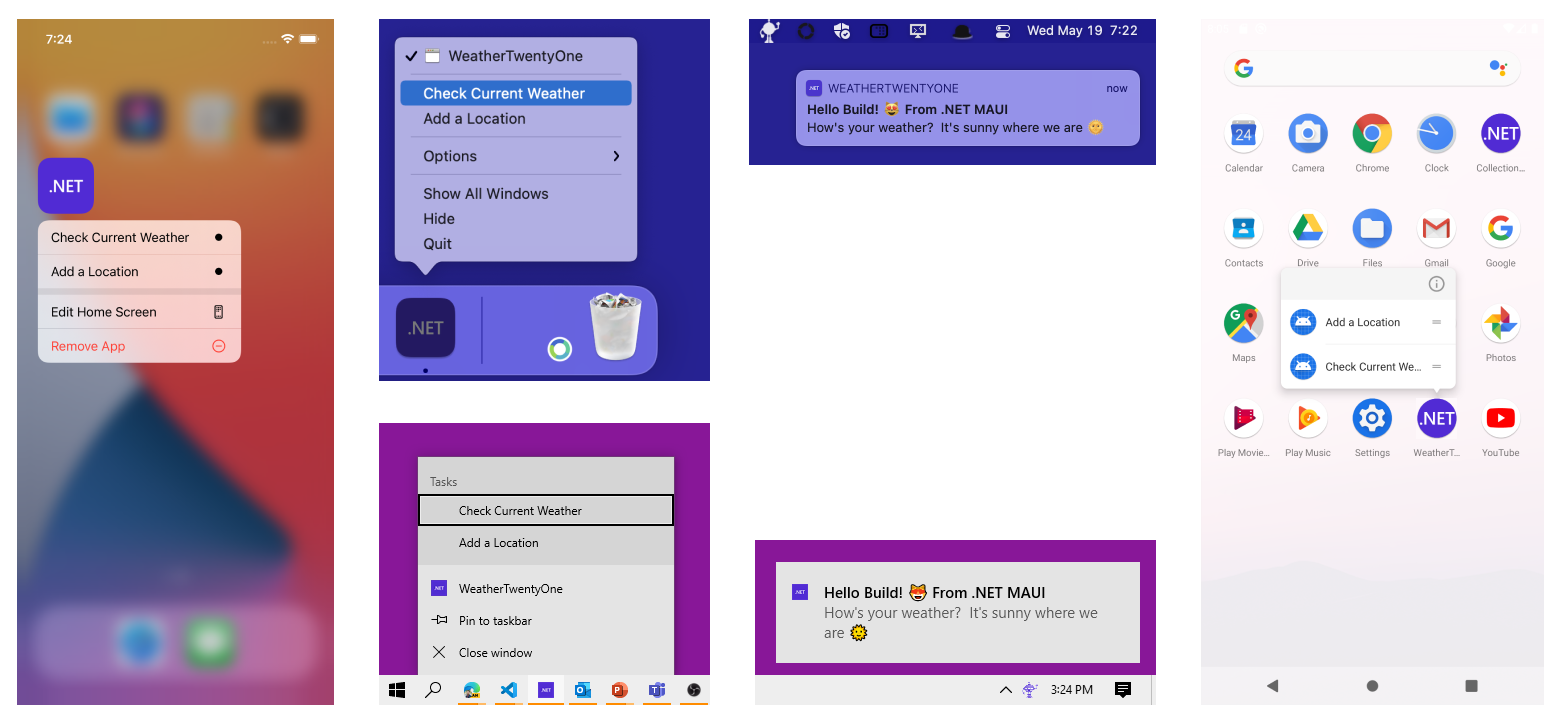 7:24
.NET
Check Current Weather
Add a Location
Edit Home Screen
Remove App
WeatherTwentyOne
Check Current Weather
Add a Location
Options
Show All Windows
Hide
Quit
.NET
Tasks
Check Current Weather
Add a Location
.NET
WeatherTwentyOne
Pin to taskbar
Close window
.NET
Wed May 19 7:22
.NET
WEATHERTWENTYONE
now
Hello Build! 😻 From .NET MAUI
How's your weather? It's sunny where we are 🌞
.NET
Hello Build! 😻 From .NET MAUI
How's your weather? It's sunny where we
are 🌞
3:24 PM
G
24
.NET
Calendar Camera Chrome Clock Collection...
Contacts Drive Files Gmail Google
Add a Location
Check Current We...
Maps Photos
.NET
Play Movie... Play Music Settings WeatherT... YouTube